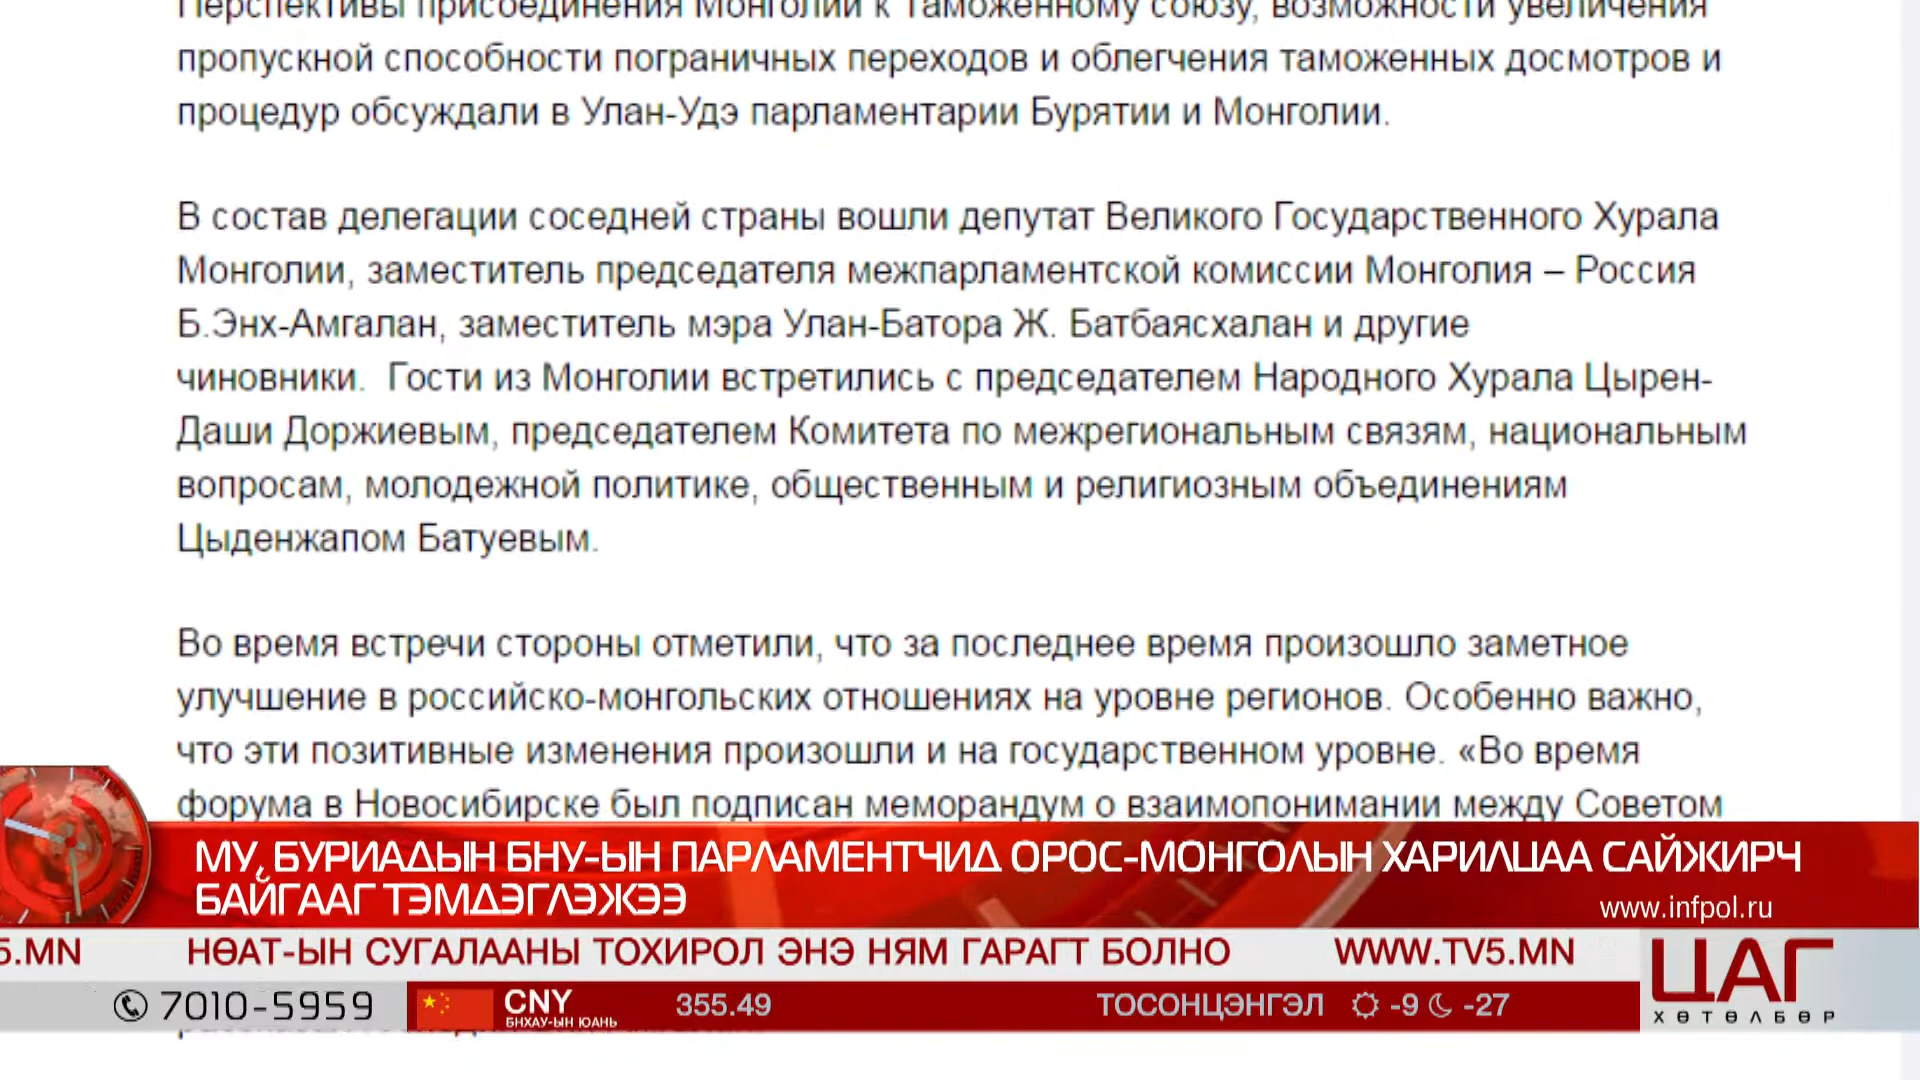 Перспективы присоединения Монголии к Таможенному союзу, возможности увеличения
пропускной способности пограничных переходов и облегчения таможенных досмотров и
процедур обсуждали в Улан-Удэ парламентарии Бурятии и Монголии.
В состав делегации соседней страны вошли депутат Великого Государственного Хурала
Монголии, заместитель председателя межпарламентской комиссии Монголия – Россия
Б.Энх-Амгалан, заместитель мэра Улан-Батора Ж. Батбаясхалан и другие
чиновники. Гости из Монголии встретились с председателем Народного Хурала Цырен-
Даши Доржиевым, председателем Комитета по межрегиональным связям, национальным
вопросам, молодежной политике, общественным и религиозным объединениям
Цыденжапом Батуевым.
Во время встречи стороны отметили, что за последнее время произошло заметное
улучшение в российско-монгольских отношениях на уровне регионов. Особенно важно,
что эти позитивные изменения произошли и на государственном уровне. «Во время
форума в Новосибирске был подписан меморандум о взаимопонимании между Советом
МУ, БУРИАДЫН БНУ-ЫН ПАРЛАМЕНТЧИД ОРОС-МОНГОЛЫН ХАРИЛЦАА САЙЖИРЧ
БАЙГААГ ТЭМДЭГЛЭЖЭЭ
www.infpol.ru
5.MN НӨАТ-ЫН СУГАЛААНЫ ТОХИРОЛ ЭНЭ НЯМ ГАРАГТ БОЛНО WWW.TV5.MN
7010-5959 CNY 355.49 ТОСОНЦЭНГЭЛ -9 -27
БНХАУ-ЫН ЮАНЬ
ЦАГ
ХӨТӨЛБӨР